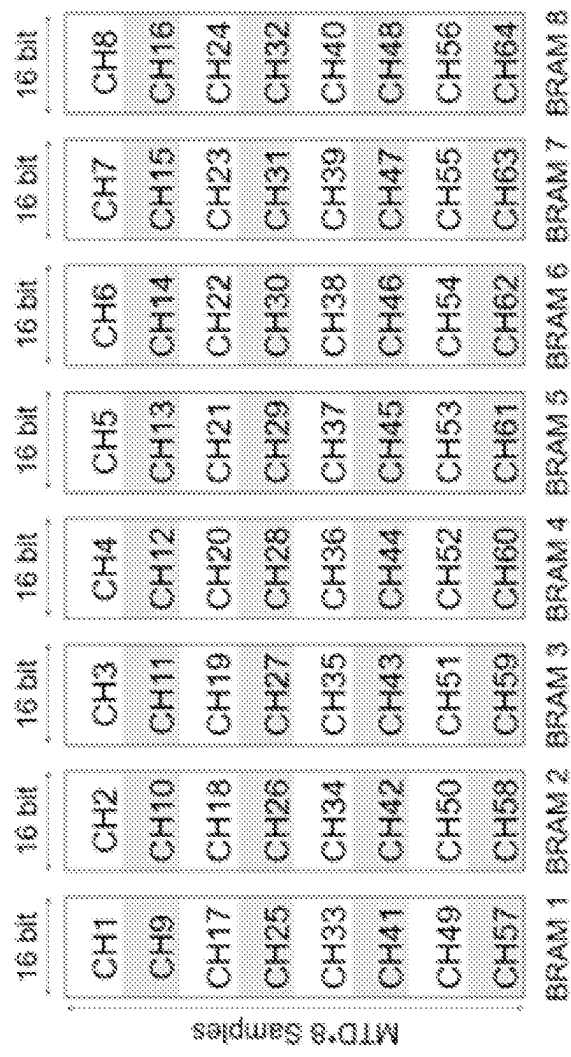 16 bit 16 bit 16 bit 16 bit 16 bit 16 bit 16 bit 16 bit
CH1 CH2 CH3 CH4 CH5 CH6 CH7 CH8
CH9 CH10 CH11 CH12 CH13 CH14 CH15 CH16
CH17 CH18 CH19 CH20 CH21 CH22 CH23 CH24
CH25 CH26 CH27 CH28 CH29 CH30 CH31 CH32
CH33 CH34 CH35 CH36 CH37 CH38 CH39 CH40
CH41 CH42 CH43 CH44 CH45 CH46 CH47 CH48
CH49 CH50 CH51 CH52 CH53 CH54 CH55 CH56
CH57 CH58 CH59 CH60 CH61 CH62 CH63 CH64
BRAM 1 BRAM 2 BRAM 3 BRAM 4 BRAM 5 BRAM 6 BRAM 7 BRAM 8
MTD*8 Samples